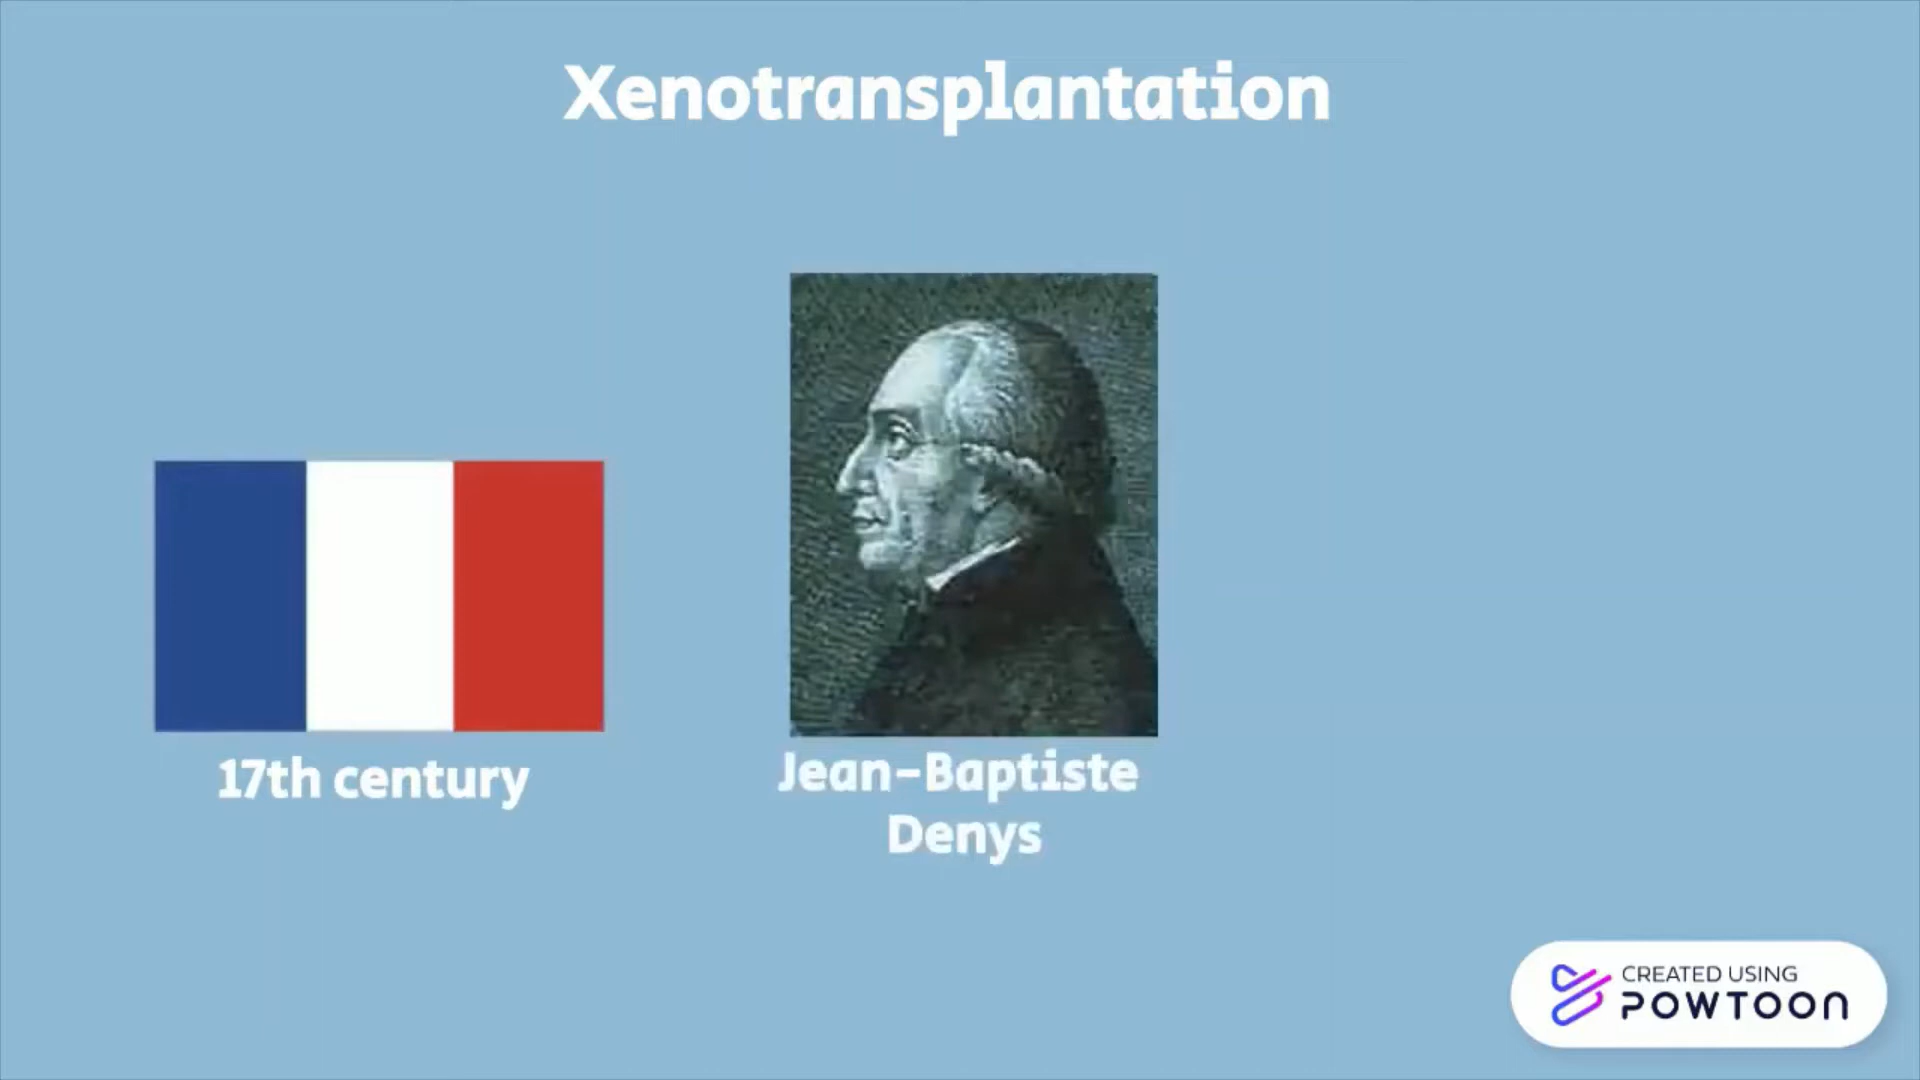 Xenotransplantation
17th century
Jean-Baptiste
Denys
CREATED USING
POWTOON